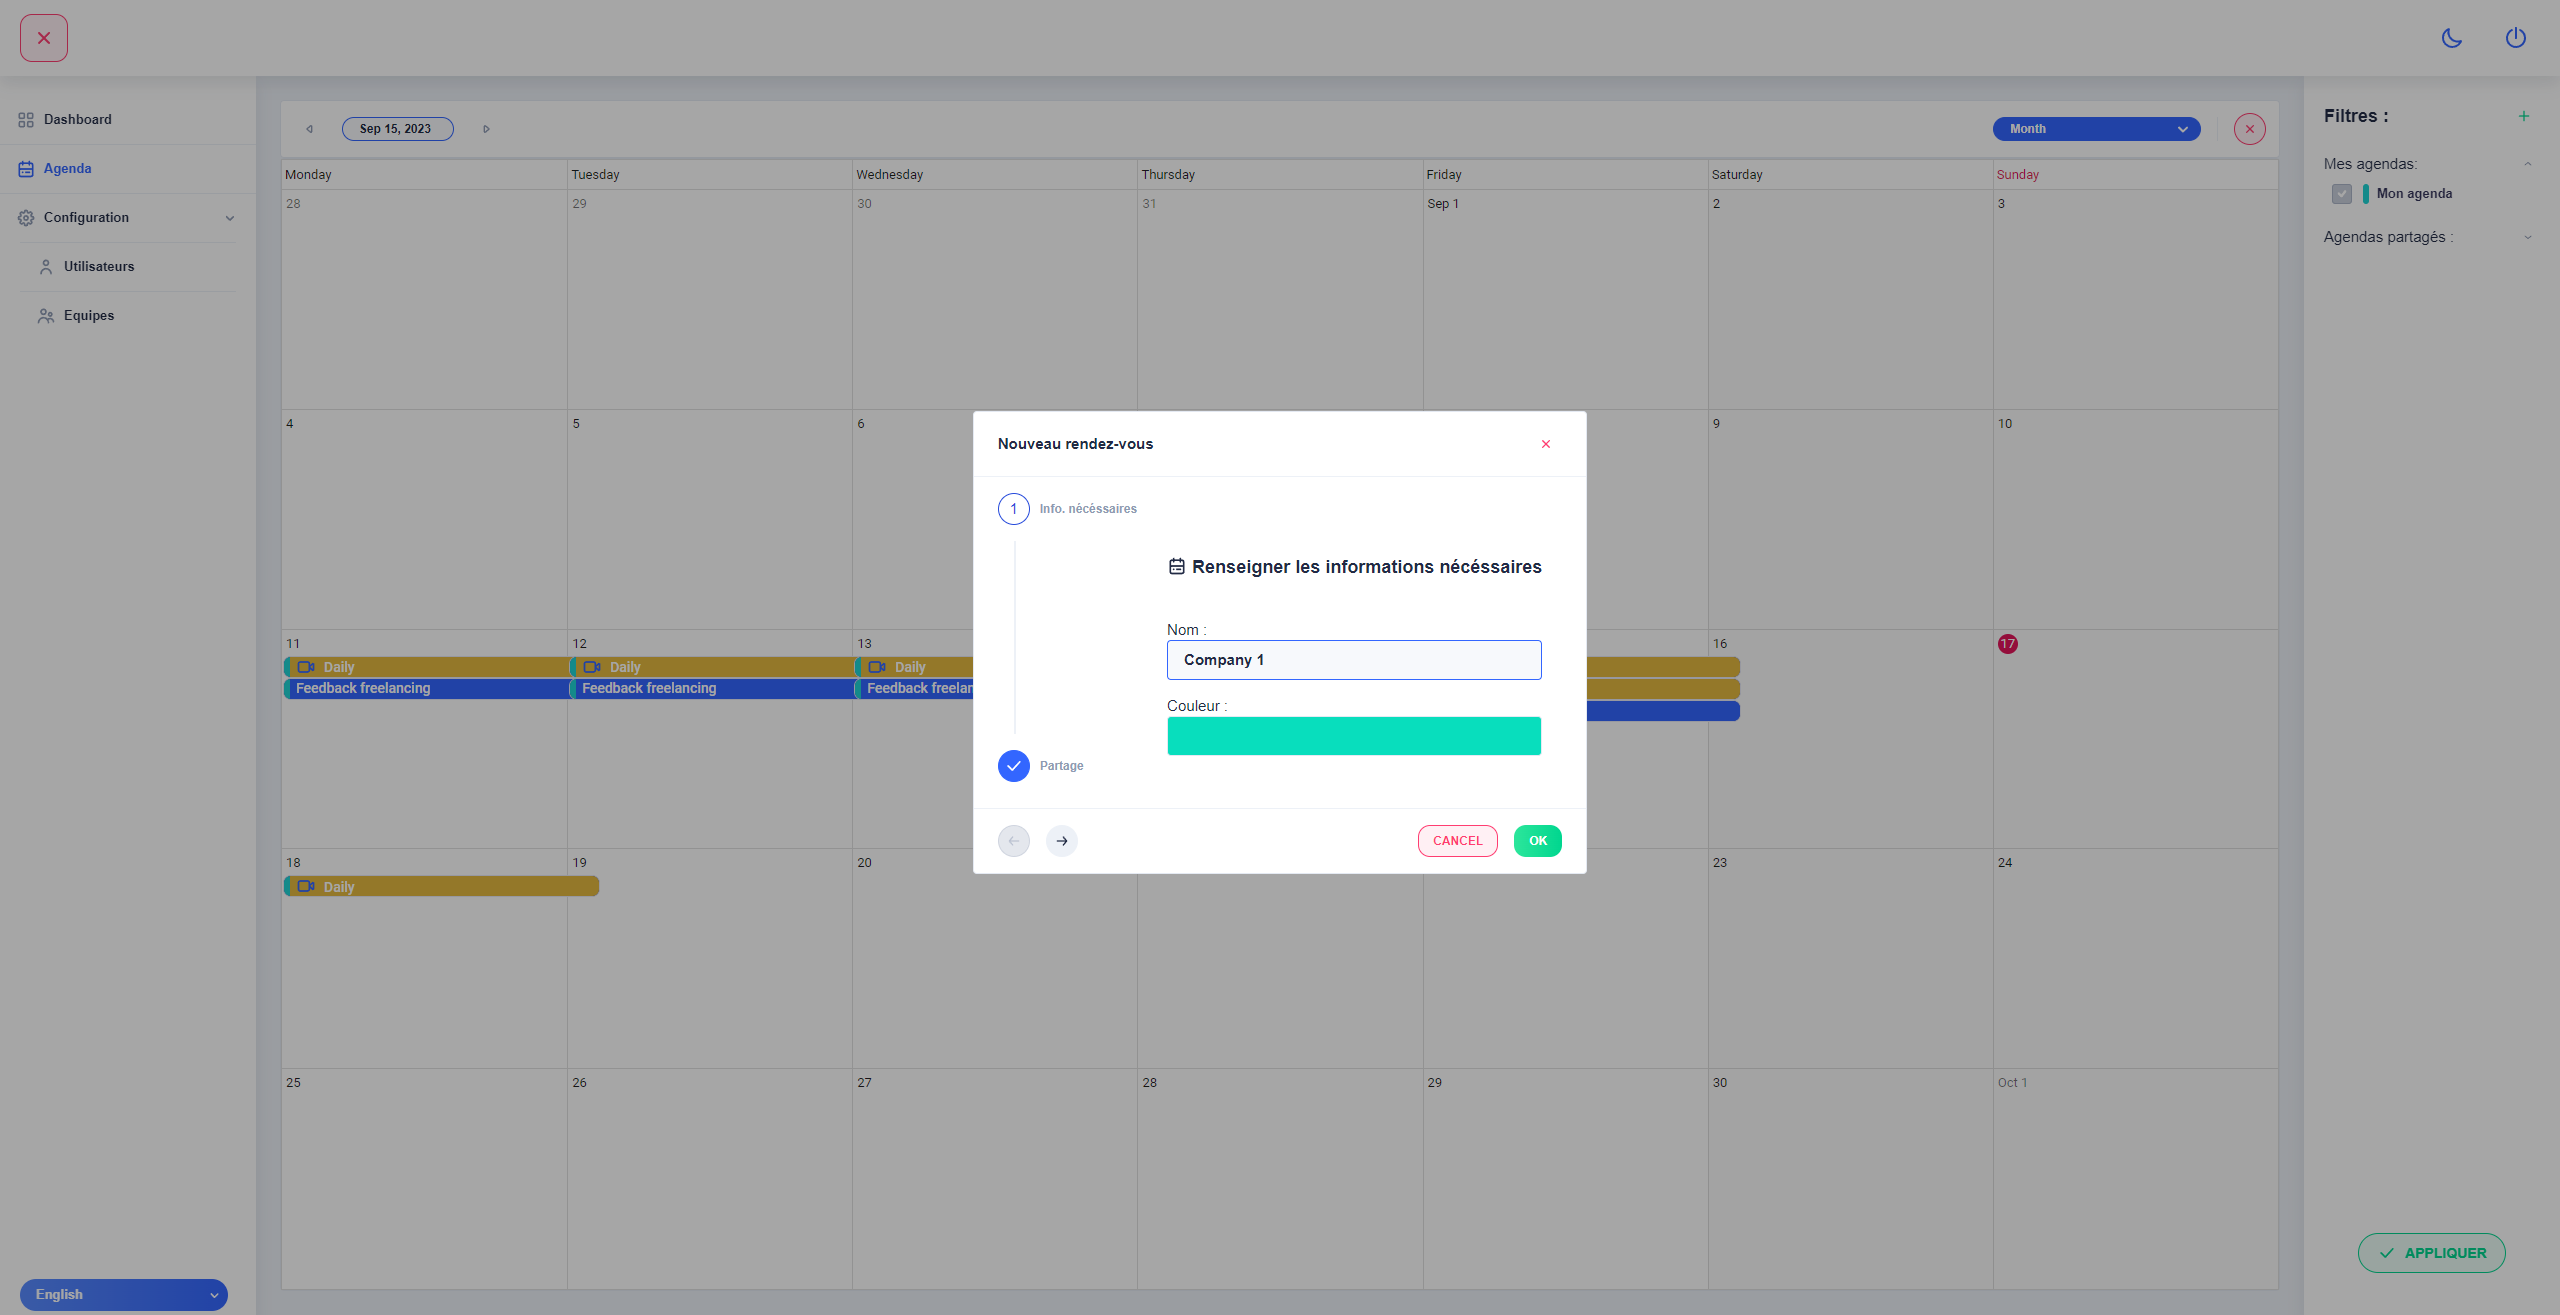 Dashboard
Agenda
Configuration
Utilisateurs
Equipes
English
Sep 15, 2023
Month
Monday Tuesday Wednesday Thursday Friday Saturday Sunday
28 29 30 31 Sep 1 2 3
4 5 6 9 10
11 12 13 16 17
Daily Daily Daily
Feedback freelancing Feedback freelancing Feedback freelan
18 19 20 23 24
Daily
25 26 27 28 29 30 Oct 1
Nouveau rendez-vous
1 Info. nécéssaires
Renseigner les informations nécéssaires
Nom :
Company 1
Couleur :
Partage
CANCEL OK
Filtres :
Mes agendas:
Mon agenda
Agendas partagés :
APPLIQUER